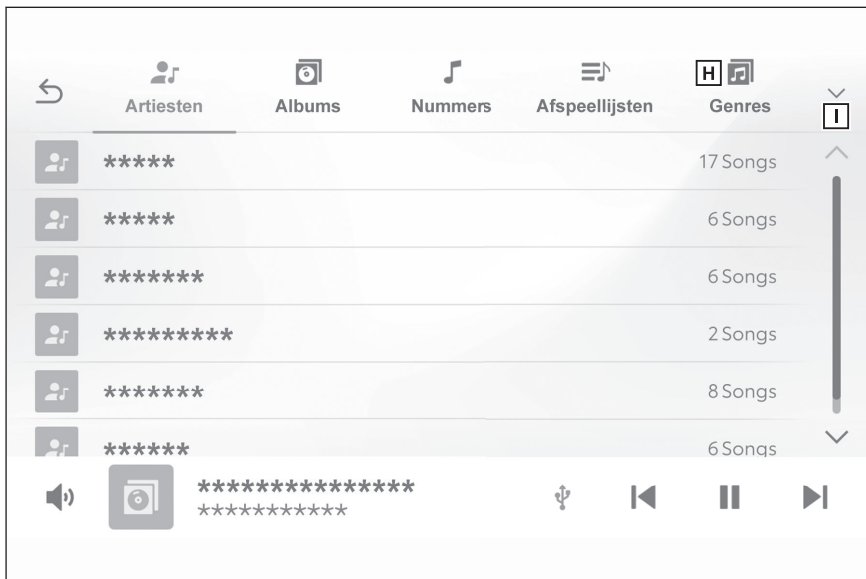 H
Artiesten Albums Nummers Afspeellijsten Genres
I
***** 17 Songs
***** 6 Songs
******* 6 Songs
********* 2 Songs
******* 8 Songs
****** 6 Songs
***************
***********